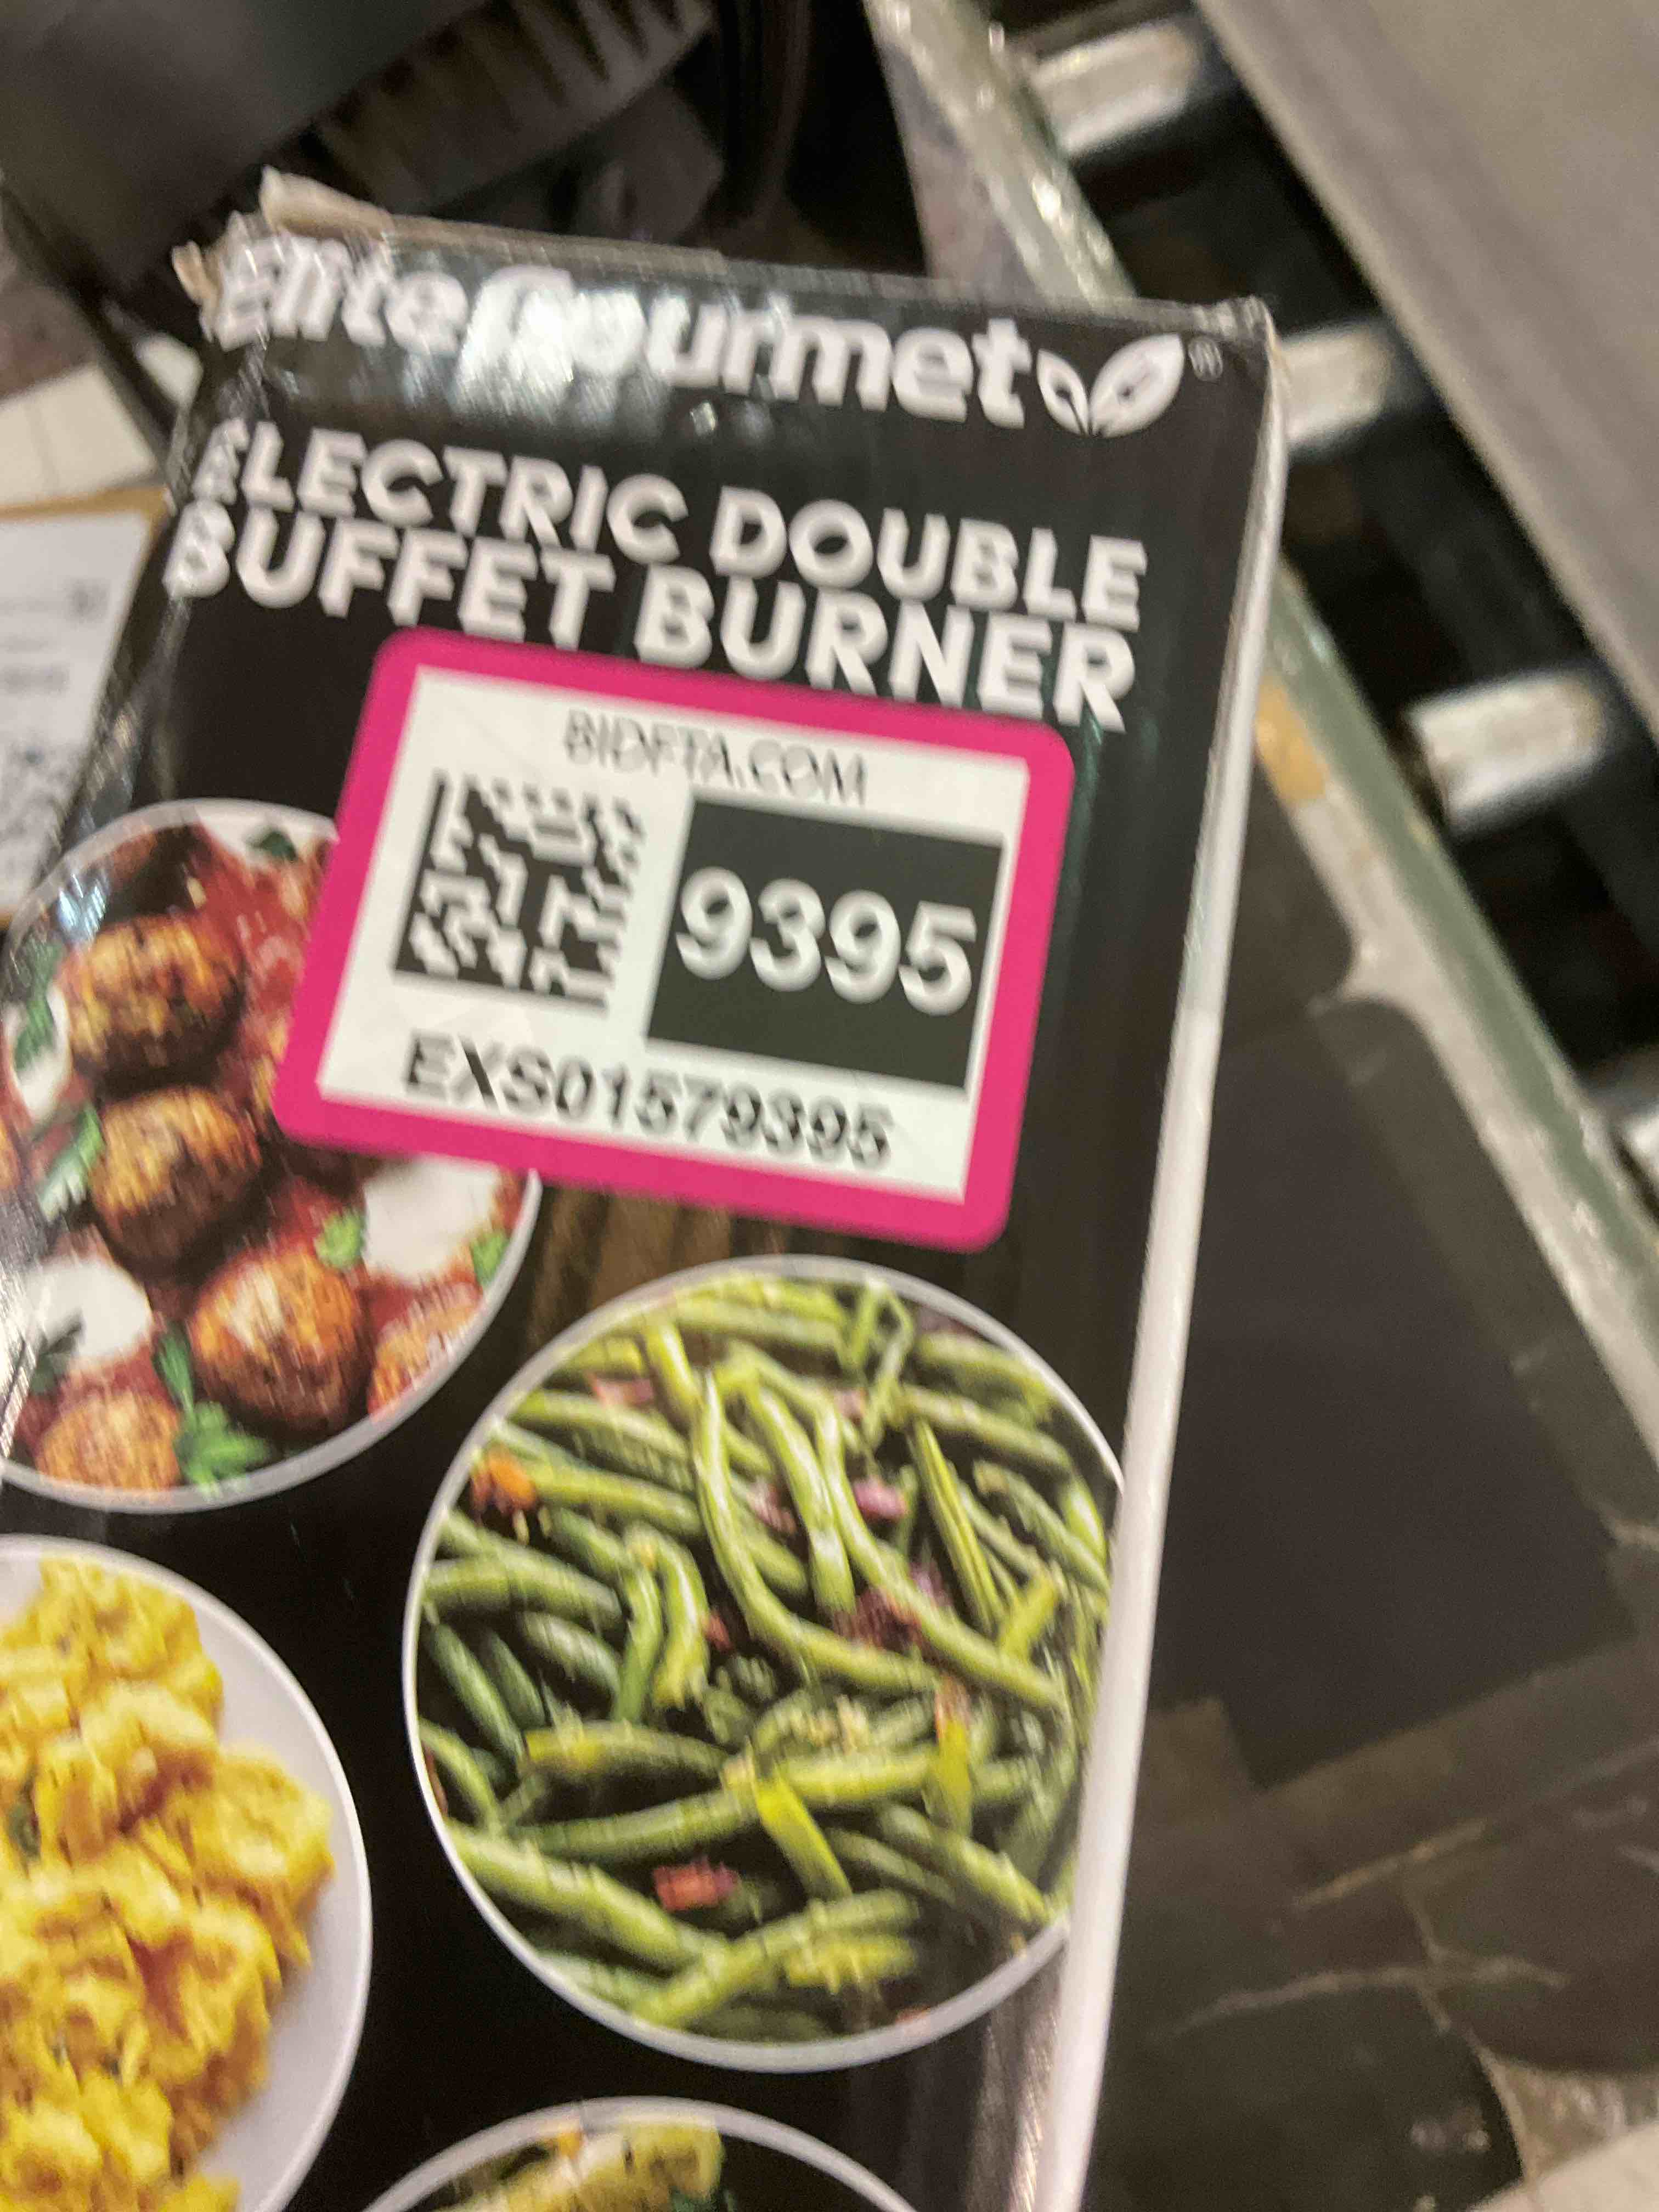 EliteGourmet®
ELECTRIC DOUBLE
BUFFET BURNER
BIDFTA.COM
9395
EXS01579395